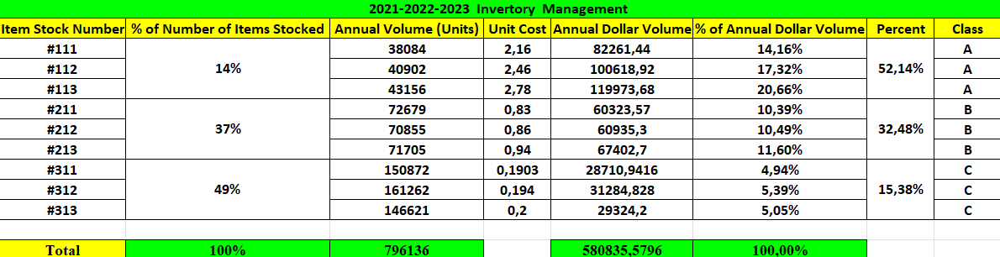 2021-2022-2023 Invertory Management
Item Stock Number % of Number of Items Stocked Annual Volume (Units) Unit Cost Annual Dollar Volume % of Annual Dollar Volume Percent Class
#111 38084 2,16 82261,44 14,16% A
#112 14% 40902 2,46 100618,92 17,32% 52,14% A
#113 43156 2,78 119973,68 20,66% A
#211 72679 0,83 60323,57 10,39% B
#212 37% 70855 0,86 60935,3 10,49% 32,48% B
#213 71705 0,94 67402,7 11,60% B
#311 150872 0,1903 28710,9416 4,94% C
#312 49% 161262 0,194 31284,828 5,39% 15,38% C
#313 146621 0,2 29324,2 5,05% C
Total 100% 796136 580835,5796 100,00%